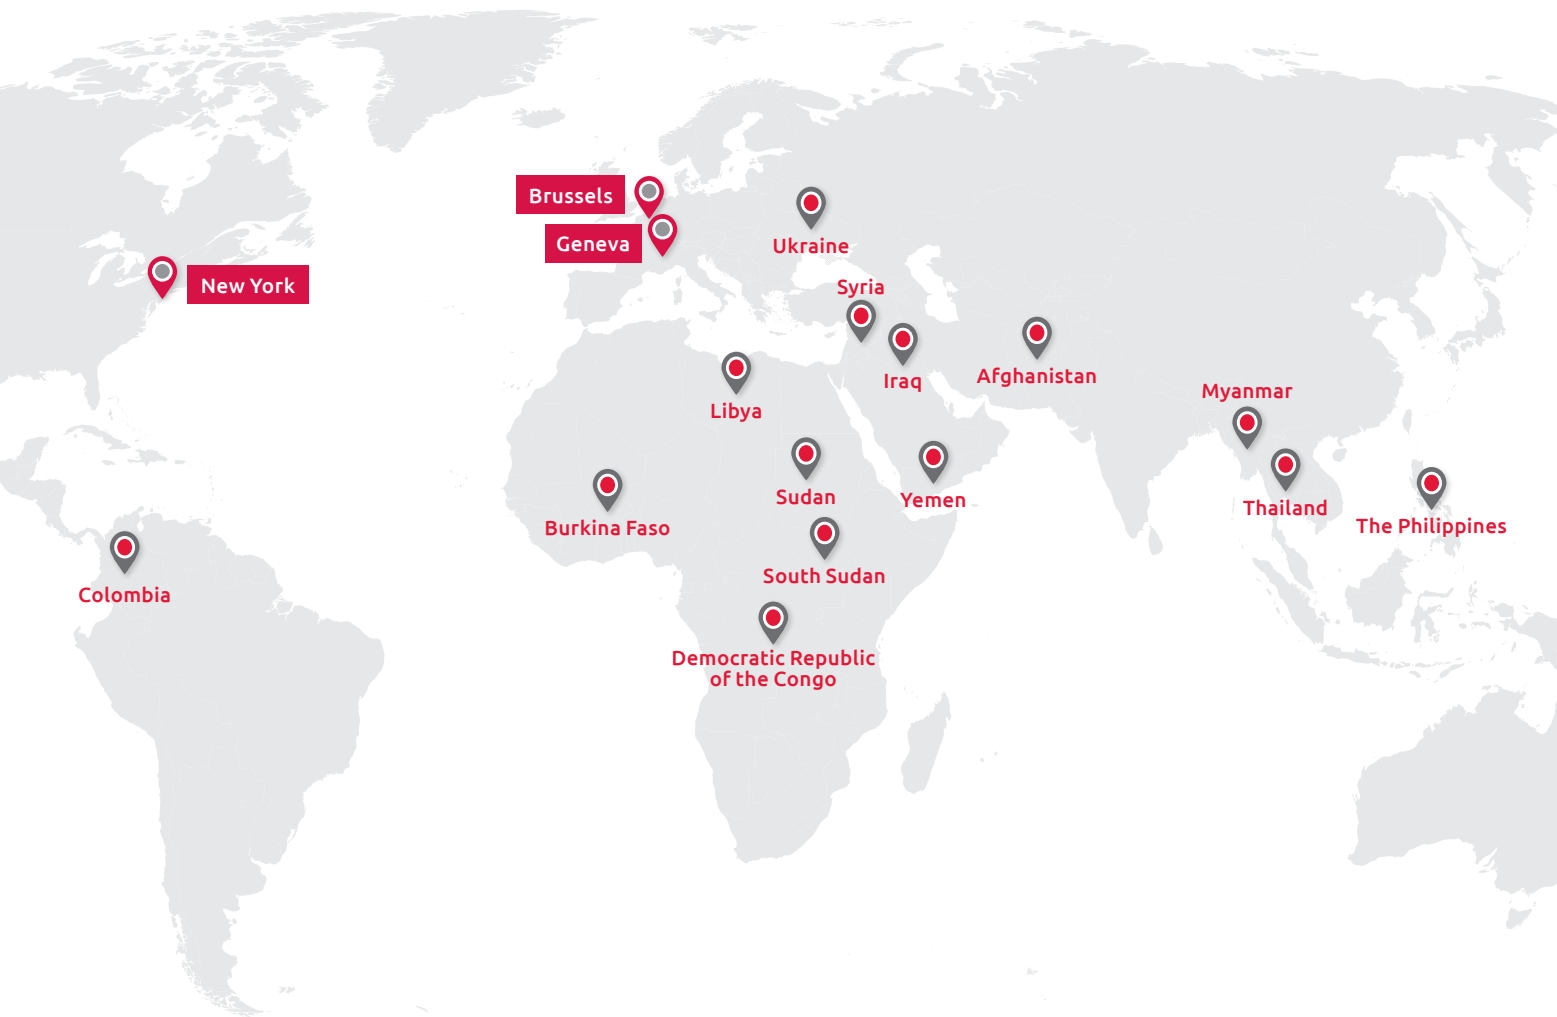 Brussels
Geneva
Ukraine
New York
Syria
Iraq
Afghanistan
Myanmar
Libya
Sudan
Yemen
Thailand
The Philippines
Burkina Faso
South Sudan
Colombia
Democratic Republic
of the Congo